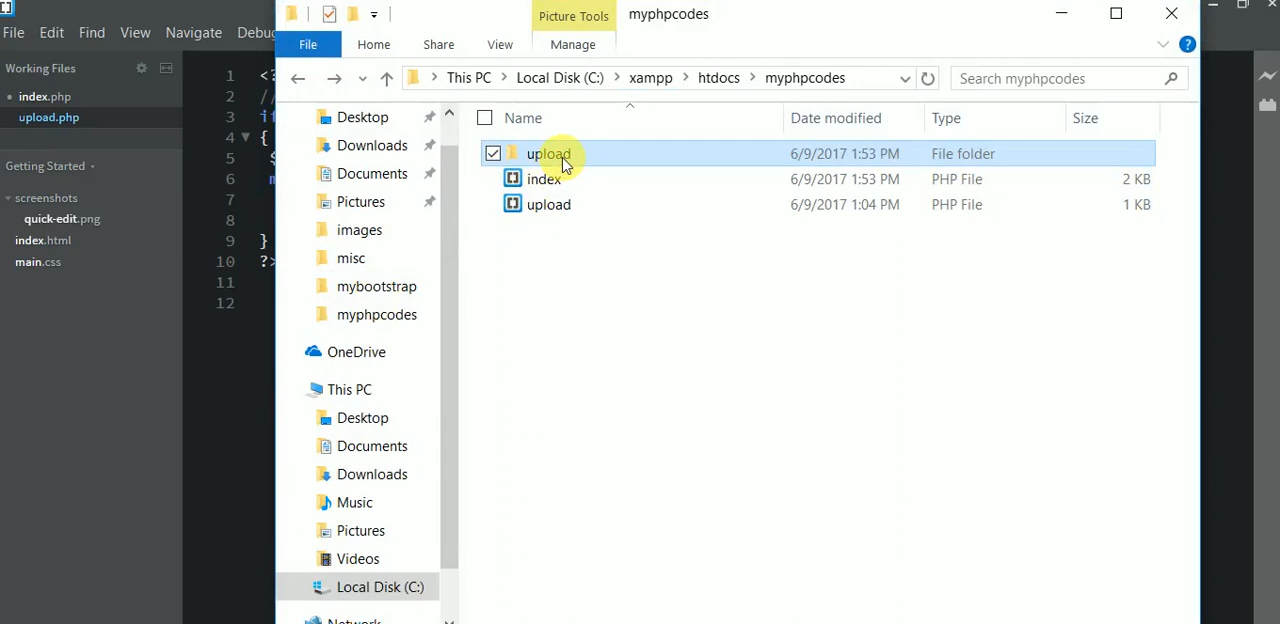 Picture Tools
myphpcodes
File Edit Find View Navigate Debug
File Home Share View Manage
Working Files
index.php
upload.php
Getting Started
screenshots
quick-edit.png
index.html
main.css
1 <?
2 //
3 if
4 {
5 $
6 m
7
8
9 }
10 ?>
11
12
This PC Local Disk (C:) xampp htdocs myphpcodes
Search myphpcodes
Desktop
Downloads
Documents
Pictures
images
misc
mybootstrap
myphpcodes
OneDrive
This PC
Desktop
Documents
Downloads
Music
Pictures
Videos
Local Disk (C:)
Network
Name Date modified Type Size
upload 6/9/2017 1:53 PM File folder
index 6/9/2017 1:53 PM PHP File 2 KB
upload 6/9/2017 1:04 PM PHP File 1 KB